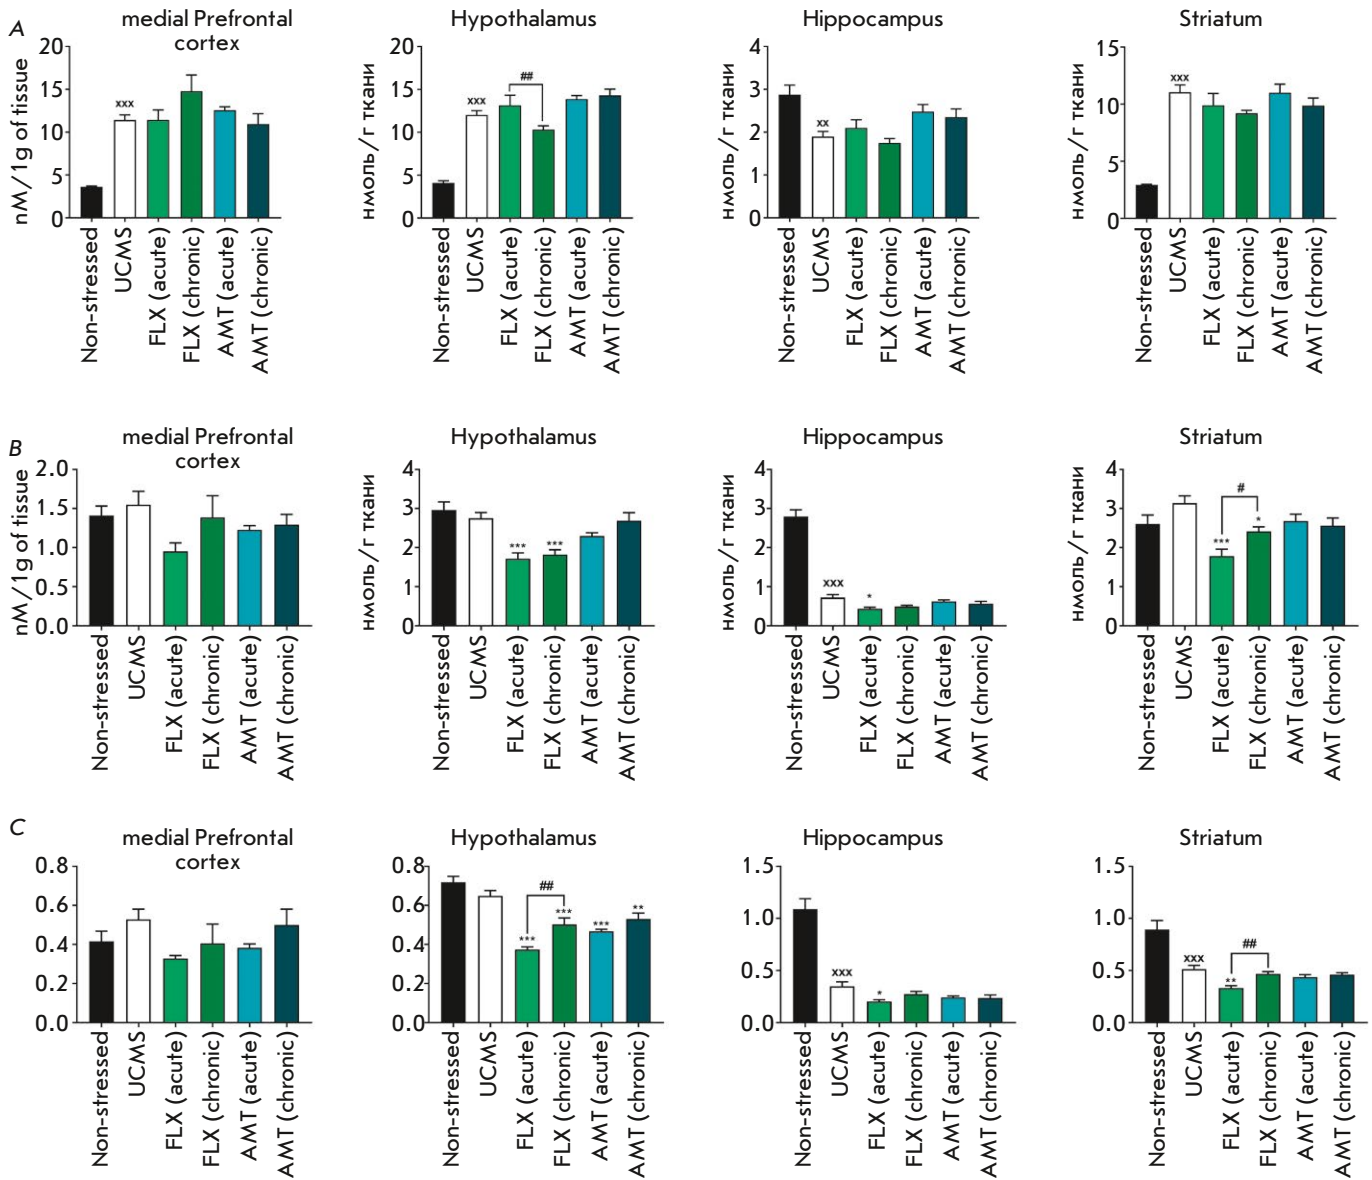 A
medial Prefrontal
cortex
nM/1g of tissue
20
15
10
5
0
xxx
Non-stressed
UCMS
FLX (acute)
FLX (chronic)
AMT (acute)
AMT (chronic)
Hypothalamus
нмоль/г ткани
20
15
10
5
0
xxx
##
Non-stressed
UCMS
FLX (acute)
FLX (chronic)
AMT (acute)
AMT (chronic)
Hippocampus
нмоль/г ткани
4
3
2
1
0
xx
Non-stressed
UCMS
FLX (acute)
FLX (chronic)
AMT (acute)
AMT (chronic)
Striatum
нмоль/г ткани
15
10
5
0
xxx
Non-stressed
UCMS
FLX (acute)
FLX (chronic)
AMT (acute)
AMT (chronic)
B
medial Prefrontal
cortex
nM/1g of tissue
2.0
1.5
1.0
0.5
0.0
Non-stressed
UCMS
FLX (acute)
FLX (chronic)
AMT (acute)
AMT (chronic)
Hypothalamus
нмоль/г ткани
4
3
2
1
0
***
***
Non-stressed
UCMS
FLX (acute)
FLX (chronic)
AMT (acute)
AMT (chronic)
Hippocampus
нмоль/г ткани
4
3
2
1
0
xxx
*
Non-stressed
UCMS
FLX (acute)
FLX (chronic)
AMT (acute)
AMT (chronic)
Striatum
нмоль/г ткани
4
3
2
1
0
#
***
*
Non-stressed
UCMS
FLX (acute)
FLX (chronic)
AMT (acute)
AMT (chronic)
C
medial Prefrontal
cortex
0.8
0.6
0.4
0.2
0.0
Non-stressed
UCMS
FLX (acute)
FLX (chronic)
AMT (acute)
AMT (chronic)
Hypothalamus
0.8
0.6
0.4
0.2
0.0
##
***
***
***
**
Non-stressed
UCMS
FLX (acute)
FLX (chronic)
AMT (acute)
AMT (chronic)
Hippocampus
1.5
1.0
0.5
0.0
xxx
*
Non-stressed
UCMS
FLX (acute)
FLX (chronic)
AMT (acute)
AMT (chronic)
Striatum
1.5
1.0
0.5
0.0
xxx
##
**
Non-stressed
UCMS
FLX (acute)
FLX (chronic)
AMT (acute)
AMT (chronic)